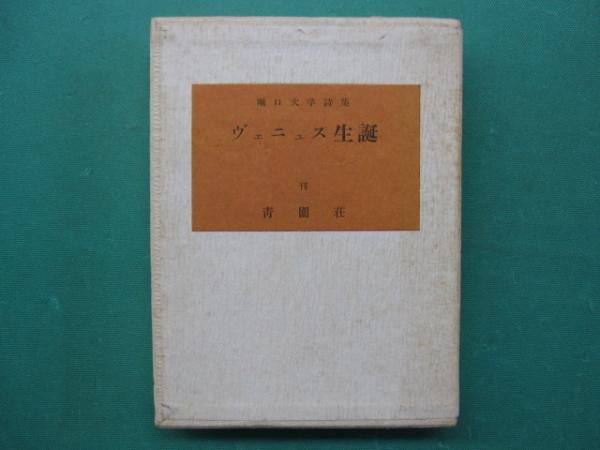 堀口大學詩集
ヴェニュス生誕
刊
青園荘